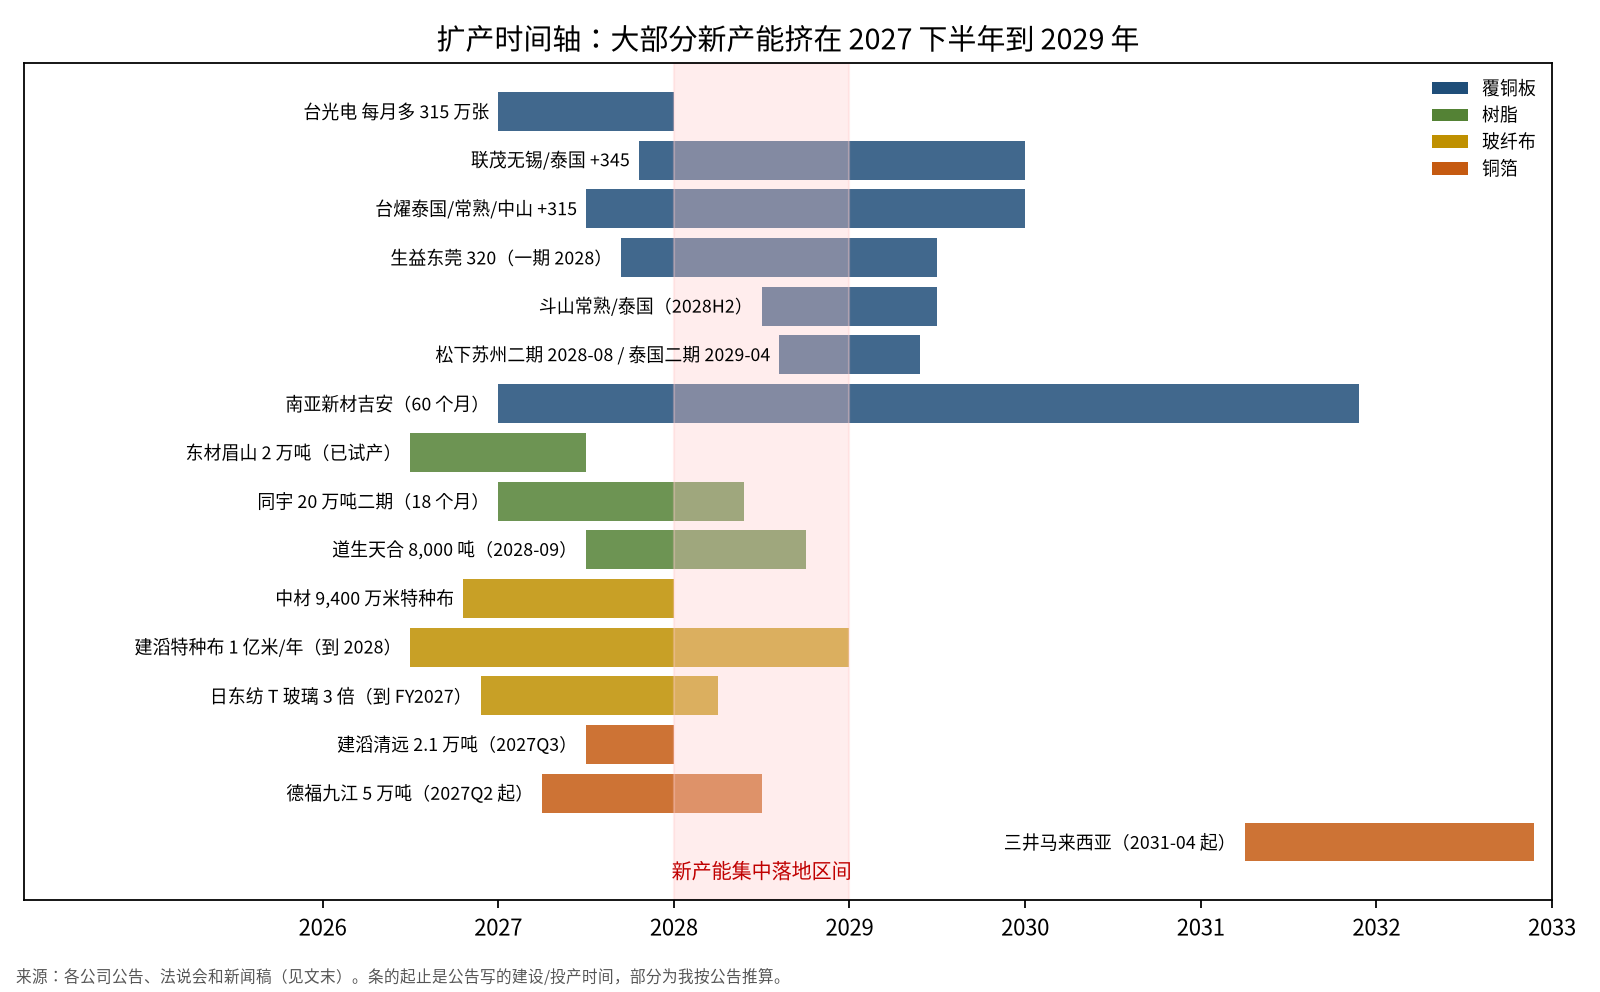 扩产时间轴：大部分新产能挤在 2027 下半年到 2029 年
覆铜板
树脂
玻纤布
铜箔
台光电 每月多 315 万张
联茂无锡/泰国 +345
台燿泰国/常熟/中山 +315
生益东莞 320（一期 2028）
斗山常熟/泰国（2028H2）
松下苏州二期 2028-08 / 泰国二期 2029-04
南亚新材吉安（60 个月）
东材眉山 2 万吨（已试产）
同宇 20 万吨二期（18 个月）
道生天合 8,000 吨（2028-09）
中材 9,400 万米特种布
建滔特种布 1 亿米/年（到 2028）
日东纺 T 玻璃 3 倍（到 FY2027）
建滔清远 2.1 万吨（2027Q3）
德福九江 5 万吨（2027Q2 起）
三井马来西亚（2031-04 起）
新产能集中落地区间
2026 2027 2028 2029 2030 2031 2032 2033
来源：各公司公告、法说会和新闻稿（见文末）。条的起止是公告写的建设/投产时间，部分为我按公告推算。